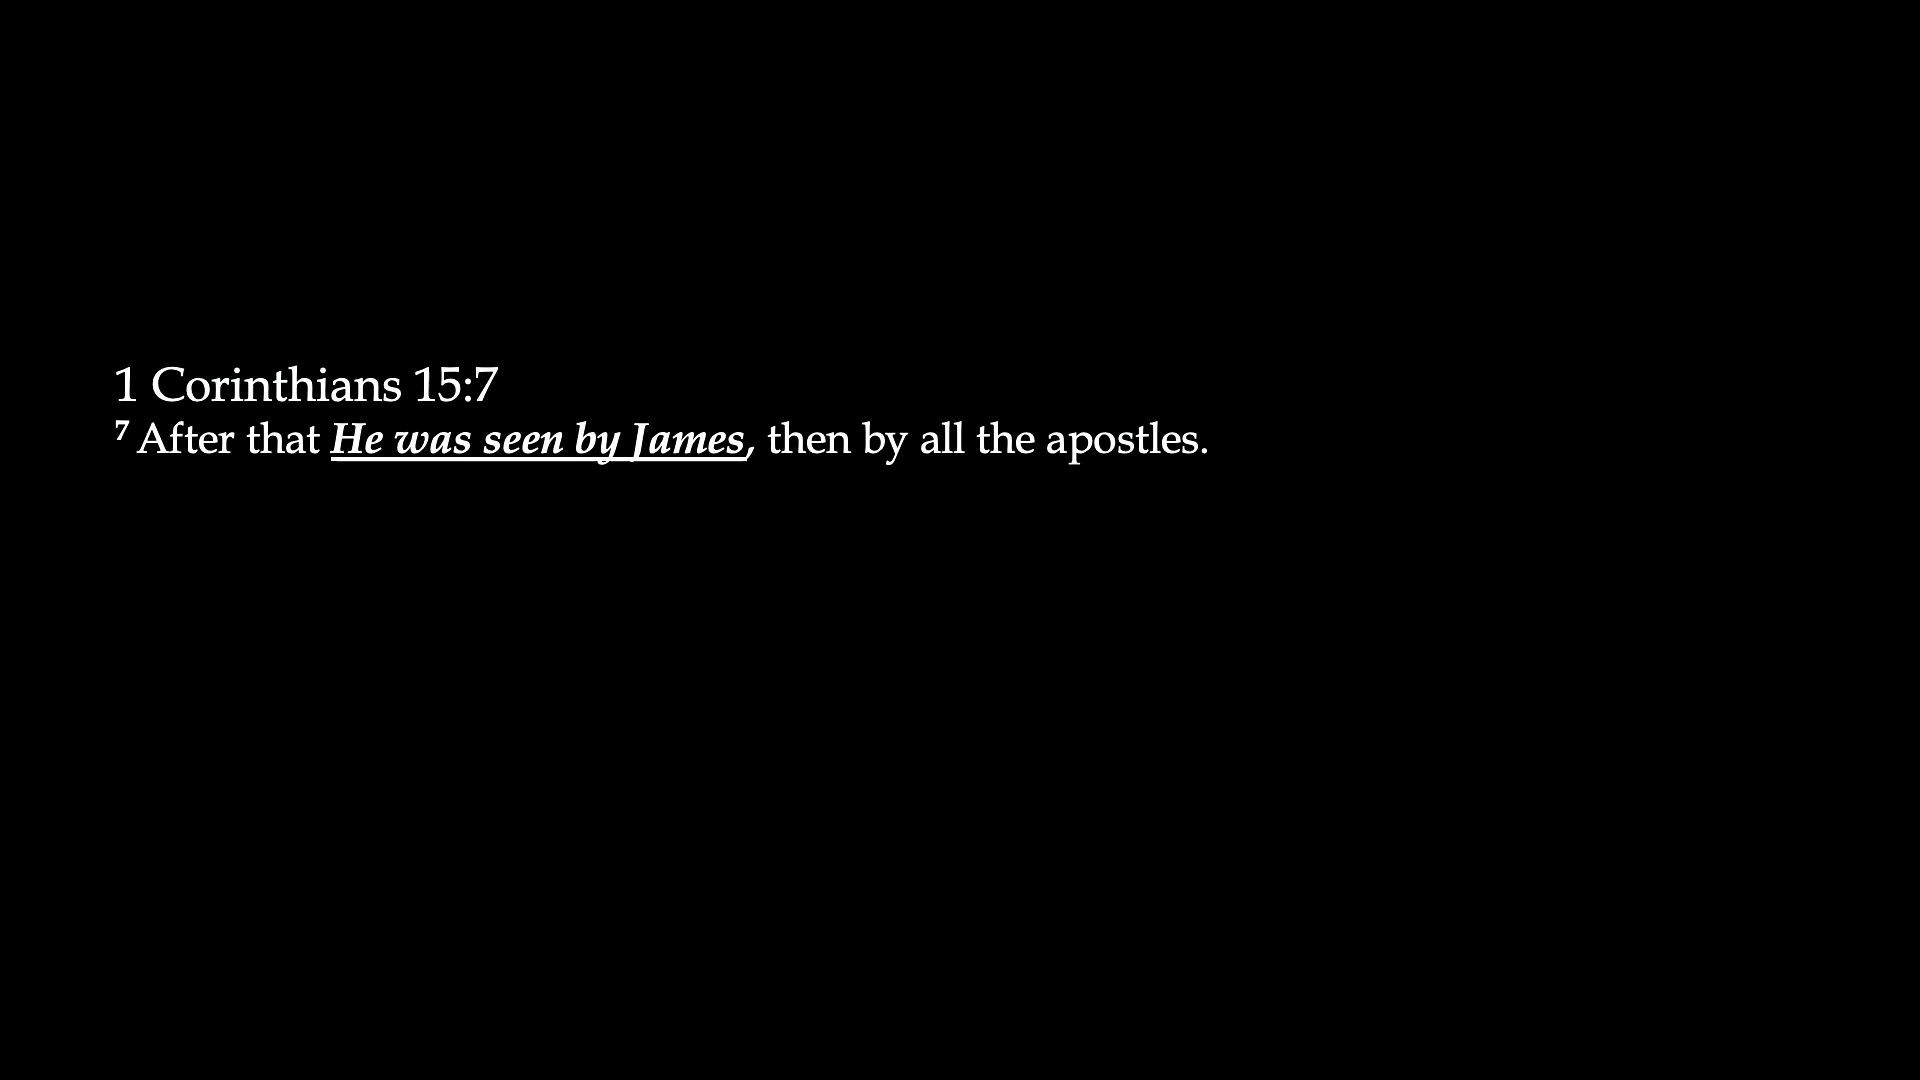 1 Corinthians 15:7
7 After that He was seen by James, then by all the apostles.